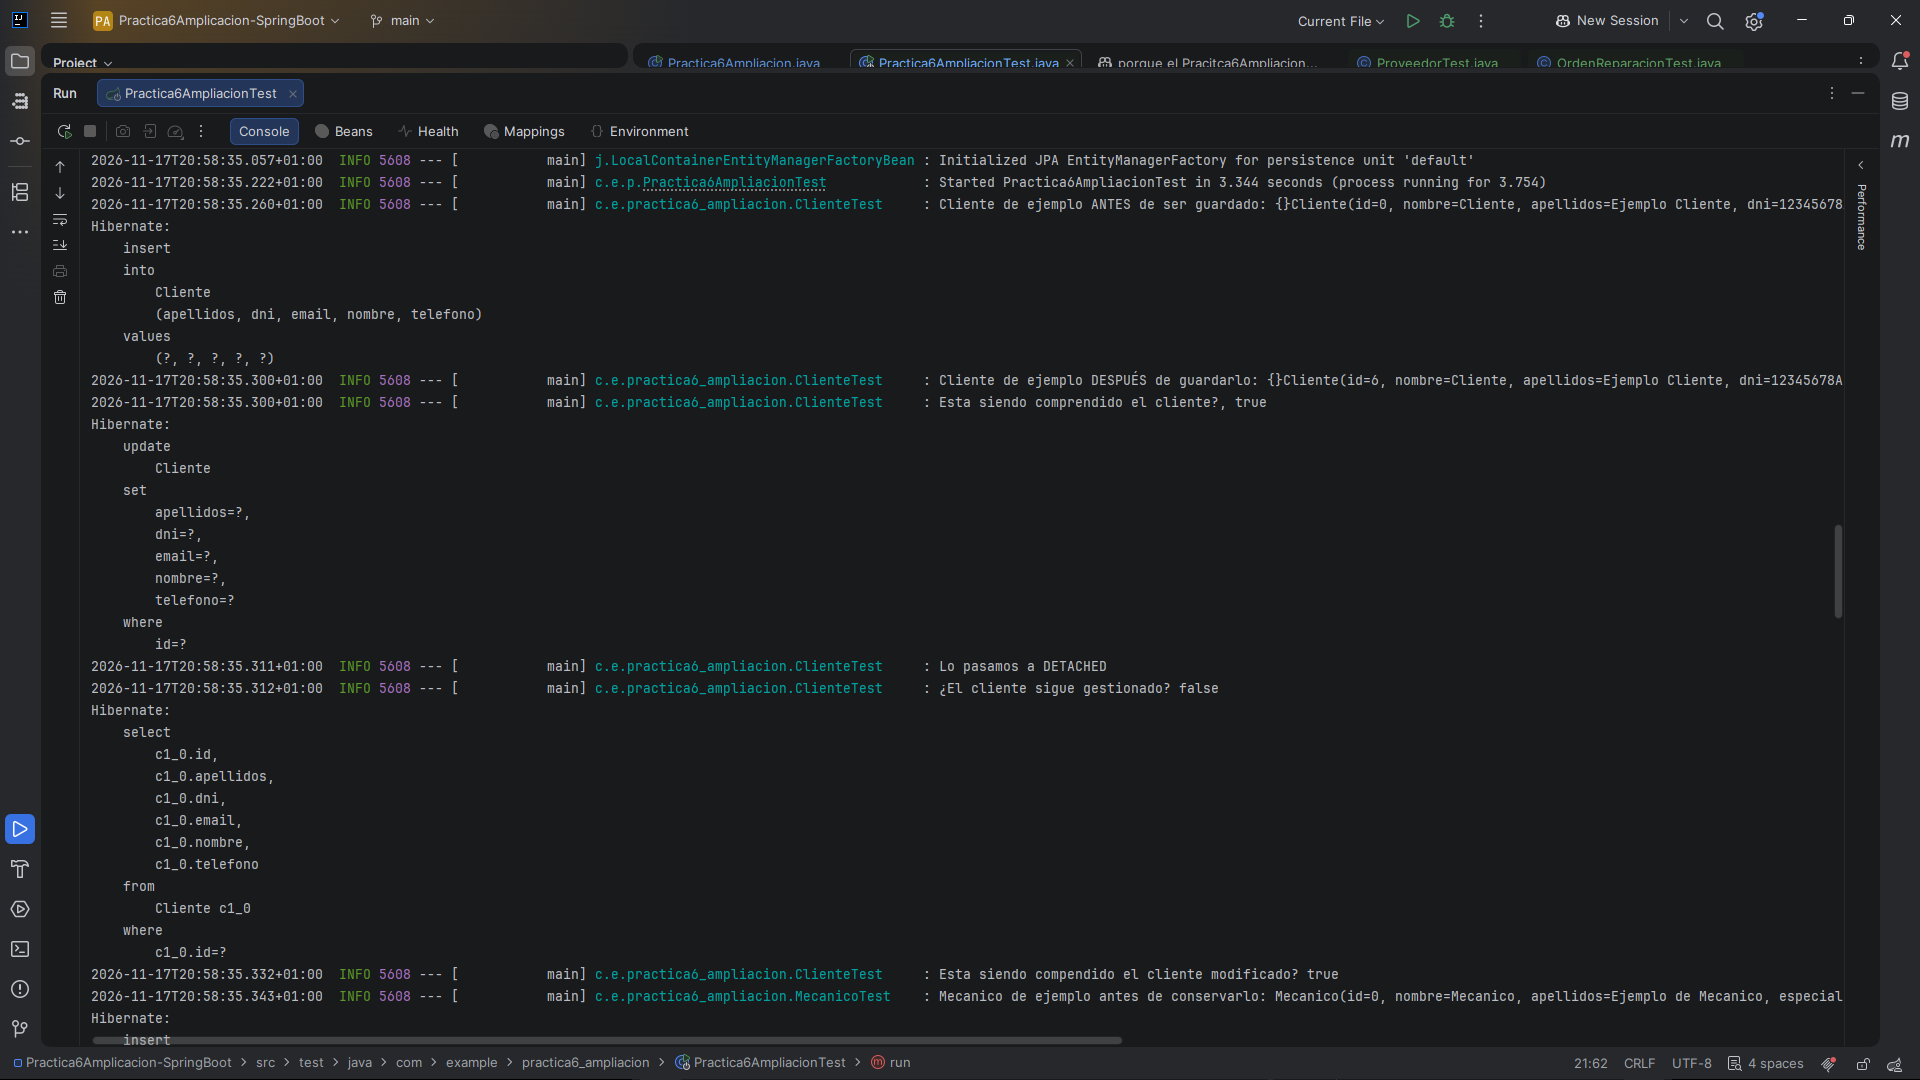 PA Practica6Amplicacion-SpringBoot main Current File New Session
Project Practica6Ampliacion.java Practica6AmpliacionTest.java porque el Pracitca6Ampliacion... ProveedorTest.java OrdenReparacionTest.java
Run Practica6AmpliacionTest
Console Beans Health Mappings Environment
2026-11-17T20:58:35.057+01:00  INFO 5608 --- [           main] j.LocalContainerEntityManagerFactoryBean : Initialized JPA EntityManagerFactory for persistence unit 'default'
2026-11-17T20:58:35.222+01:00  INFO 5608 --- [           main] c.e.p.Practica6AmpliacionTest            : Started Practica6AmpliacionTest in 3.344 seconds (process running for 3.754)
2026-11-17T20:58:35.260+01:00  INFO 5608 --- [           main] c.e.practica6_ampliacion.ClienteTest     : Cliente de ejemplo ANTES de ser guardado: {}Cliente(id=0, nombre=Cliente, apellidos=Ejemplo Cliente, dni=12345678
Hibernate:
    insert
    into
        Cliente
        (apellidos, dni, email, nombre, telefono)
    values
        (?, ?, ?, ?, ?)
2026-11-17T20:58:35.300+01:00  INFO 5608 --- [           main] c.e.practica6_ampliacion.ClienteTest     : Cliente de ejemplo DESPUÉS de guardarlo: {}Cliente(id=6, nombre=Cliente, apellidos=Ejemplo Cliente, dni=12345678A
2026-11-17T20:58:35.300+01:00  INFO 5608 --- [           main] c.e.practica6_ampliacion.ClienteTest     : Esta siendo comprendido el cliente?, true
Hibernate:
    update
        Cliente
    set
        apellidos=?,
        dni=?,
        email=?,
        nombre=?,
        telefono=?
    where
        id=?
2026-11-17T20:58:35.311+01:00  INFO 5608 --- [           main] c.e.practica6_ampliacion.ClienteTest     : Lo pasamos a DETACHED
2026-11-17T20:58:35.312+01:00  INFO 5608 --- [           main] c.e.practica6_ampliacion.ClienteTest     : ¿El cliente sigue gestionado? false
Hibernate:
    select
        c1_0.id,
        c1_0.apellidos,
        c1_0.dni,
        c1_0.email,
        c1_0.nombre,
        c1_0.telefono
    from
        Cliente c1_0
    where
        c1_0.id=?
2026-11-17T20:58:35.332+01:00  INFO 5608 --- [           main] c.e.practica6_ampliacion.ClienteTest     : Esta siendo compendido el cliente modificado? true
2026-11-17T20:58:35.343+01:00  INFO 5608 --- [           main] c.e.practica6_ampliacion.MecanicoTest    : Mecanico de ejemplo antes de conservarlo: Mecanico(id=0, nombre=Mecanico, apellidos=Ejemplo de Mecanico, especial
Hibernate:
    insert
Performance
Practica6Amplicacion-SpringBoot > src > test > java > com > example > practica6_ampliacion > Practica6AmpliacionTest > run 21:62 CRLF UTF-8 4 spaces